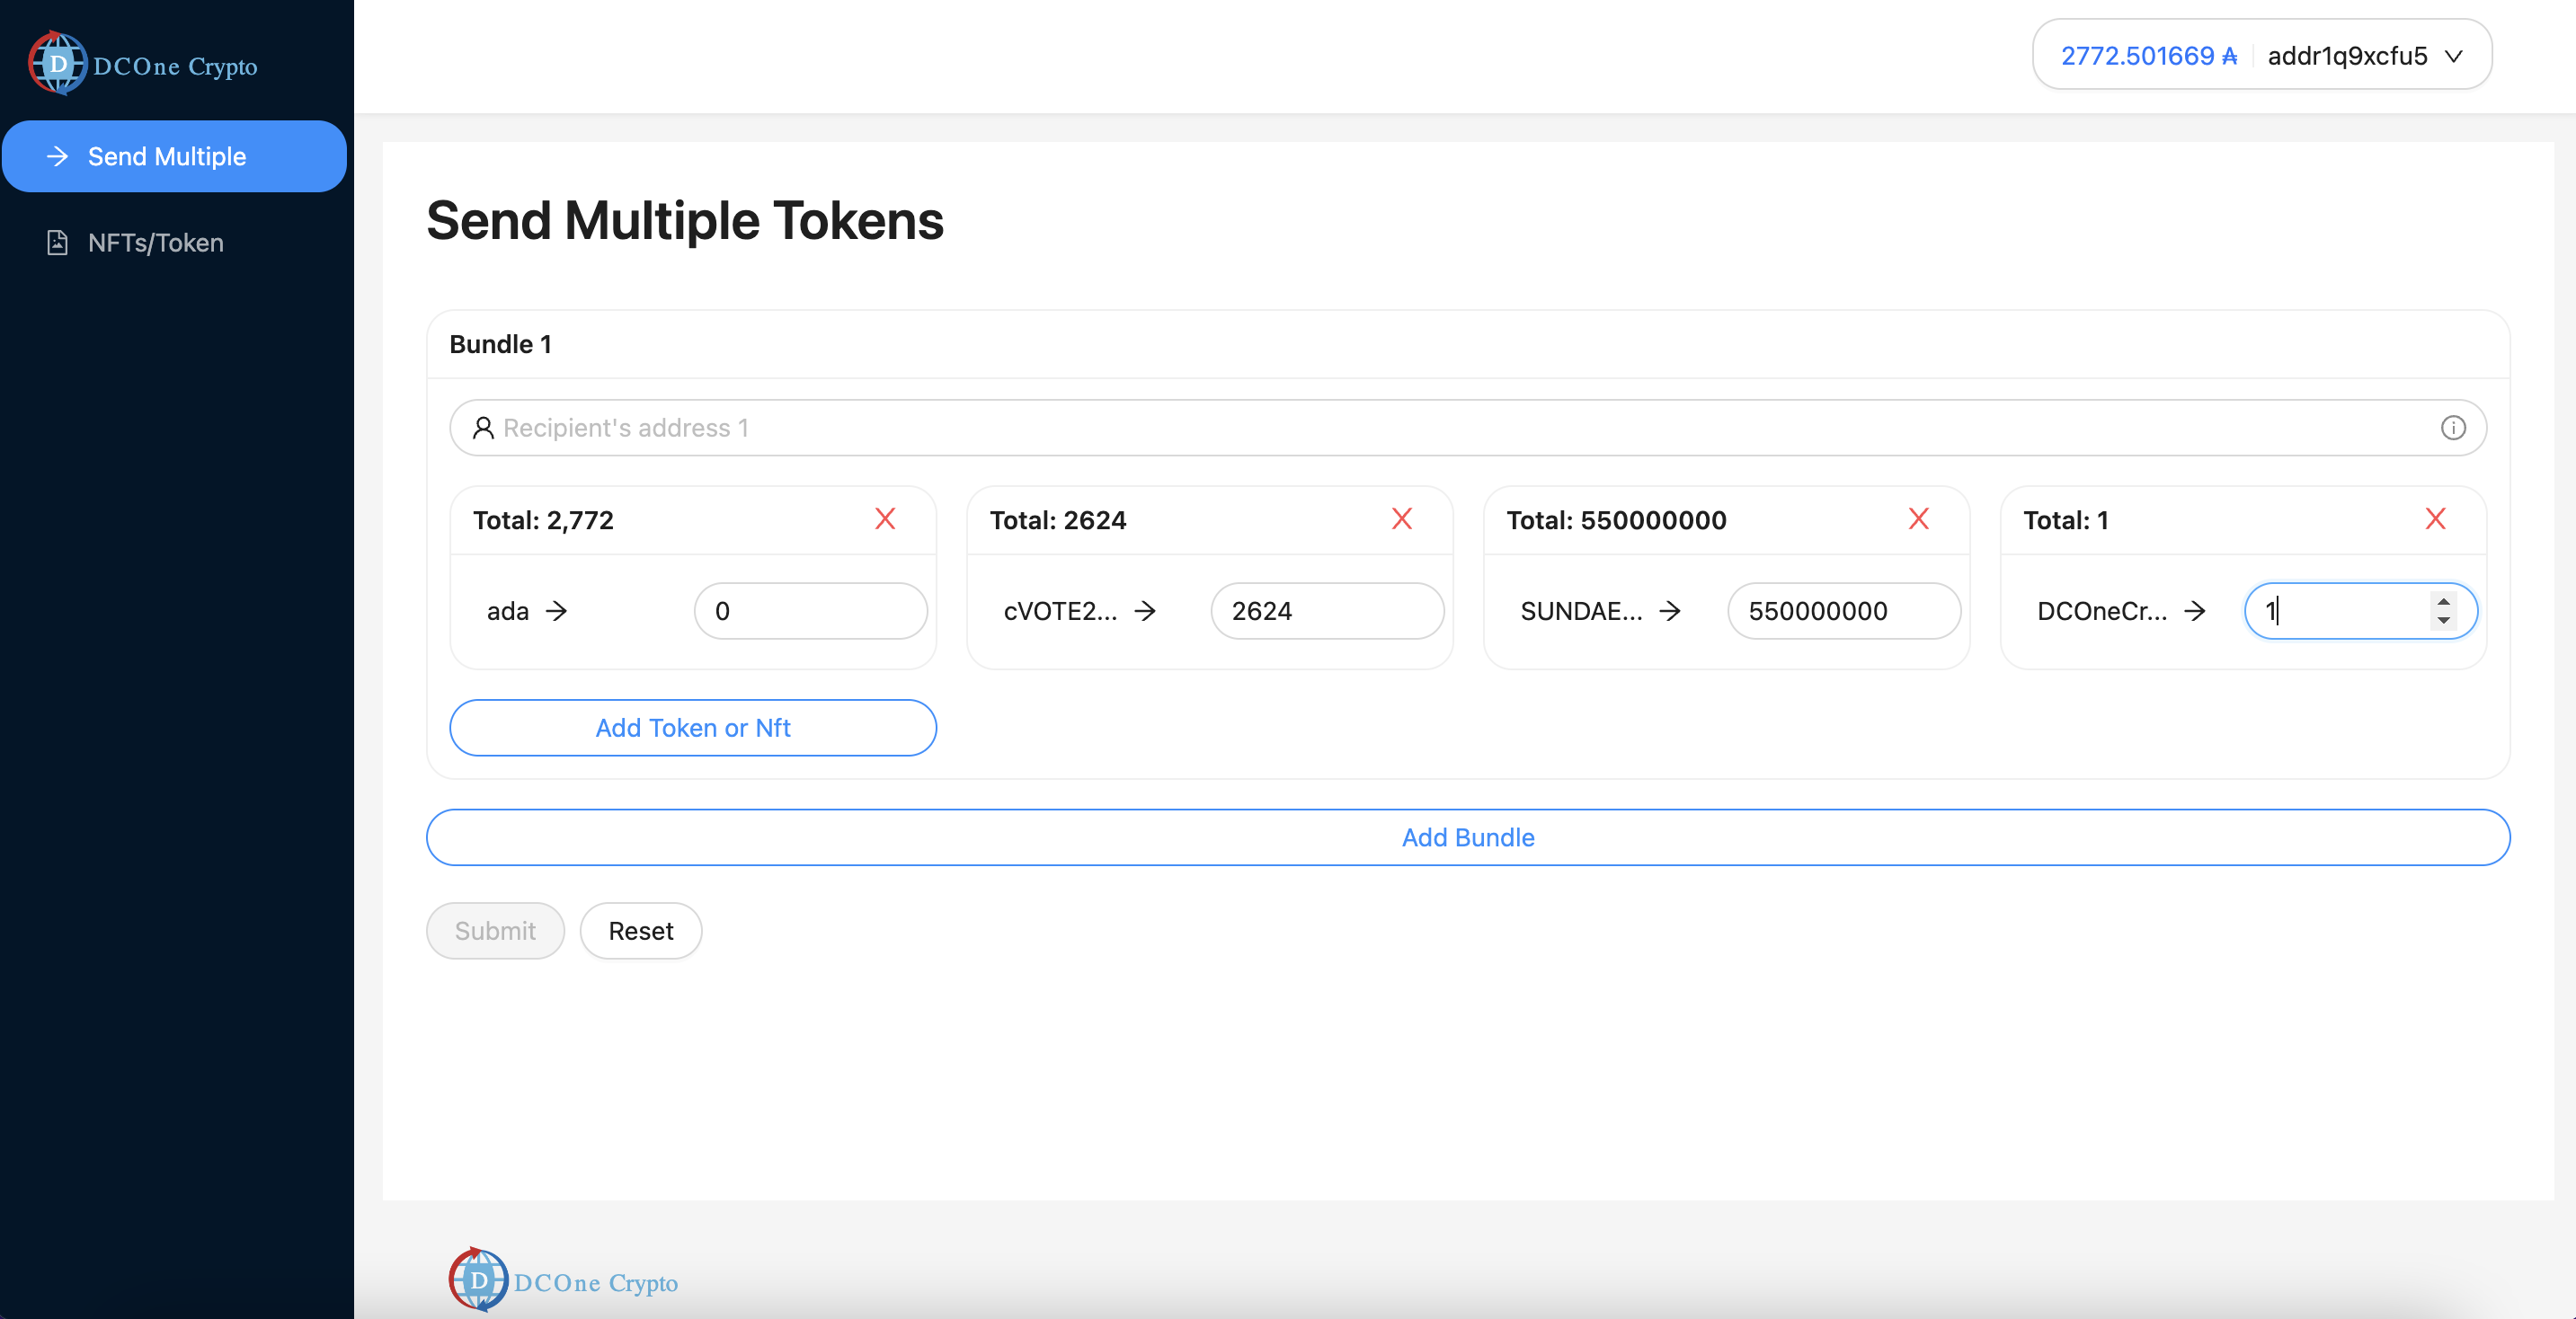 D DCOne Crypto
2772.501669 ₳ addr1q9xcfu5
Send Multiple
NFTs/Token
Send Multiple Tokens
Bundle 1
Recipient's address 1
Total: 2,772
ada → 0
Total: 2624
cVOTE2... → 2624
Total: 550000000
SUNDAE... → 550000000
Total: 1
DCOneCr... → 1
Add Token or Nft
Add Bundle
Submit Reset
D DCOne Crypto